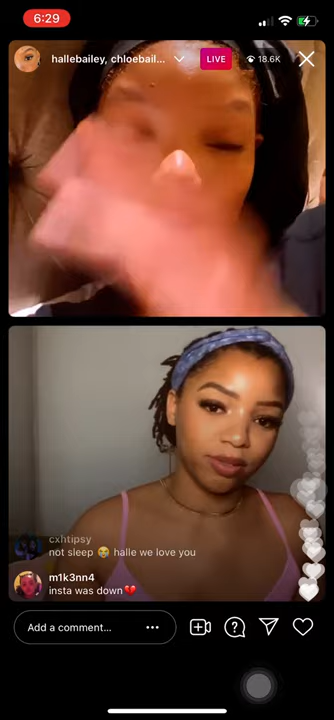 6:29
hallebailey, chloebail... LIVE 18.6K
cxhtipsy
not sleep 😭 halle we love you
m1k3nn4
insta was down💔
Add a comment...